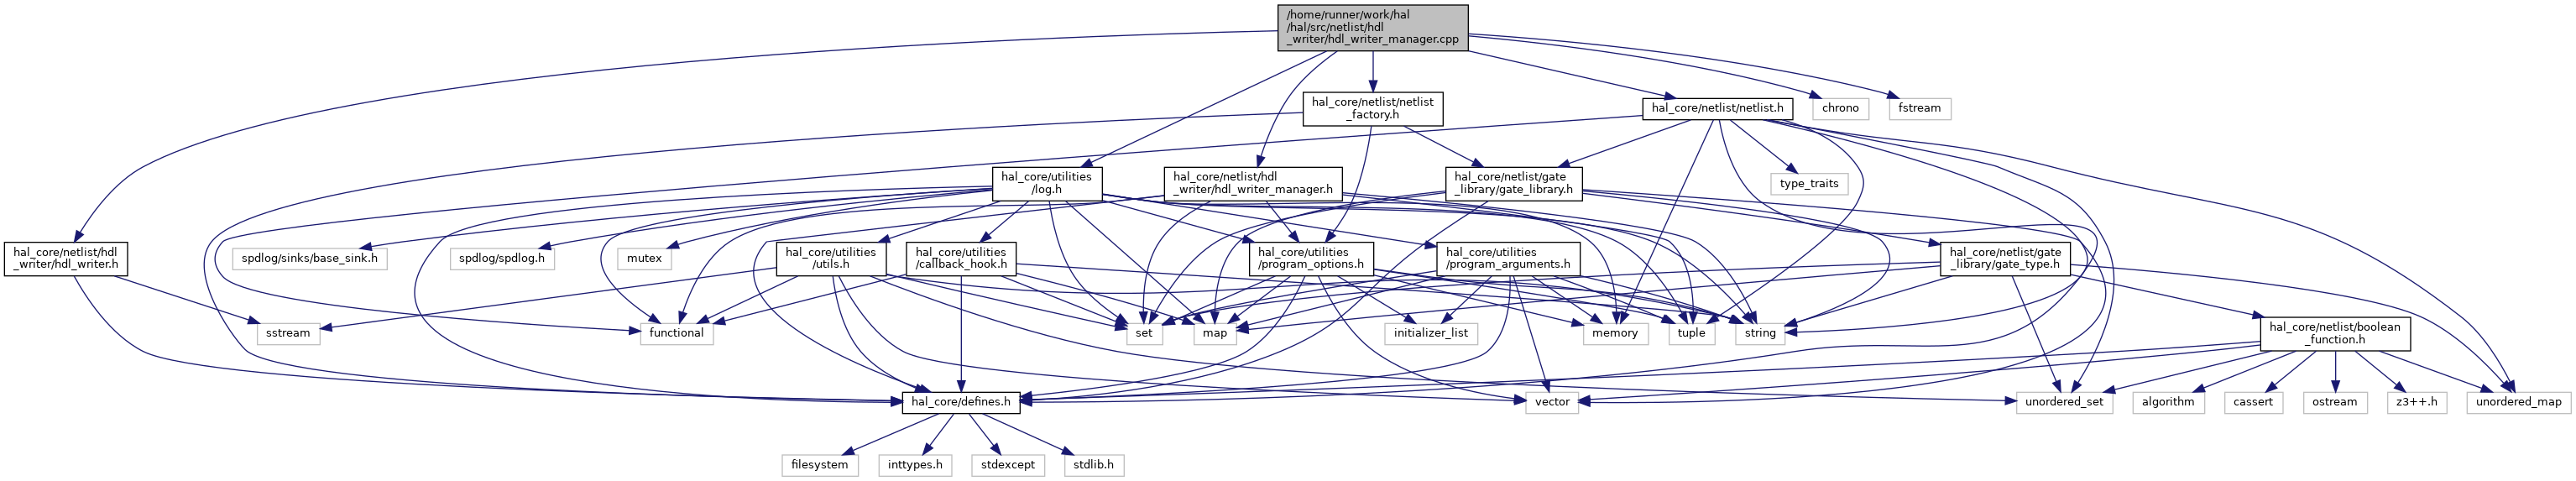 /home/runner/work/hal
/hal/src/netlist/hdl
_writer/hdl_writer_manager.cpp
hal_core/netlist/netlist
_factory.h
hal_core/netlist/netlist.h
chrono
fstream
hal_core/utilities
/log.h
hal_core/netlist/hdl
_writer/hdl_writer_manager.h
hal_core/netlist/gate
_library/gate_library.h
type_traits
hal_core/netlist/hdl
_writer/hdl_writer.h
spdlog/sinks/base_sink.h
spdlog/spdlog.h
mutex
hal_core/utilities
/utils.h
hal_core/utilities
/callback_hook.h
hal_core/utilities
/program_options.h
hal_core/utilities
/program_arguments.h
hal_core/netlist/gate
_library/gate_type.h
sstream
functional
set
map
initializer_list
memory
tuple
string
hal_core/netlist/boolean
_function.h
hal_core/defines.h
vector
unordered_set
algorithm
cassert
ostream
z3++.h
unordered_map
filesystem
inttypes.h
stdexcept
stdlib.h